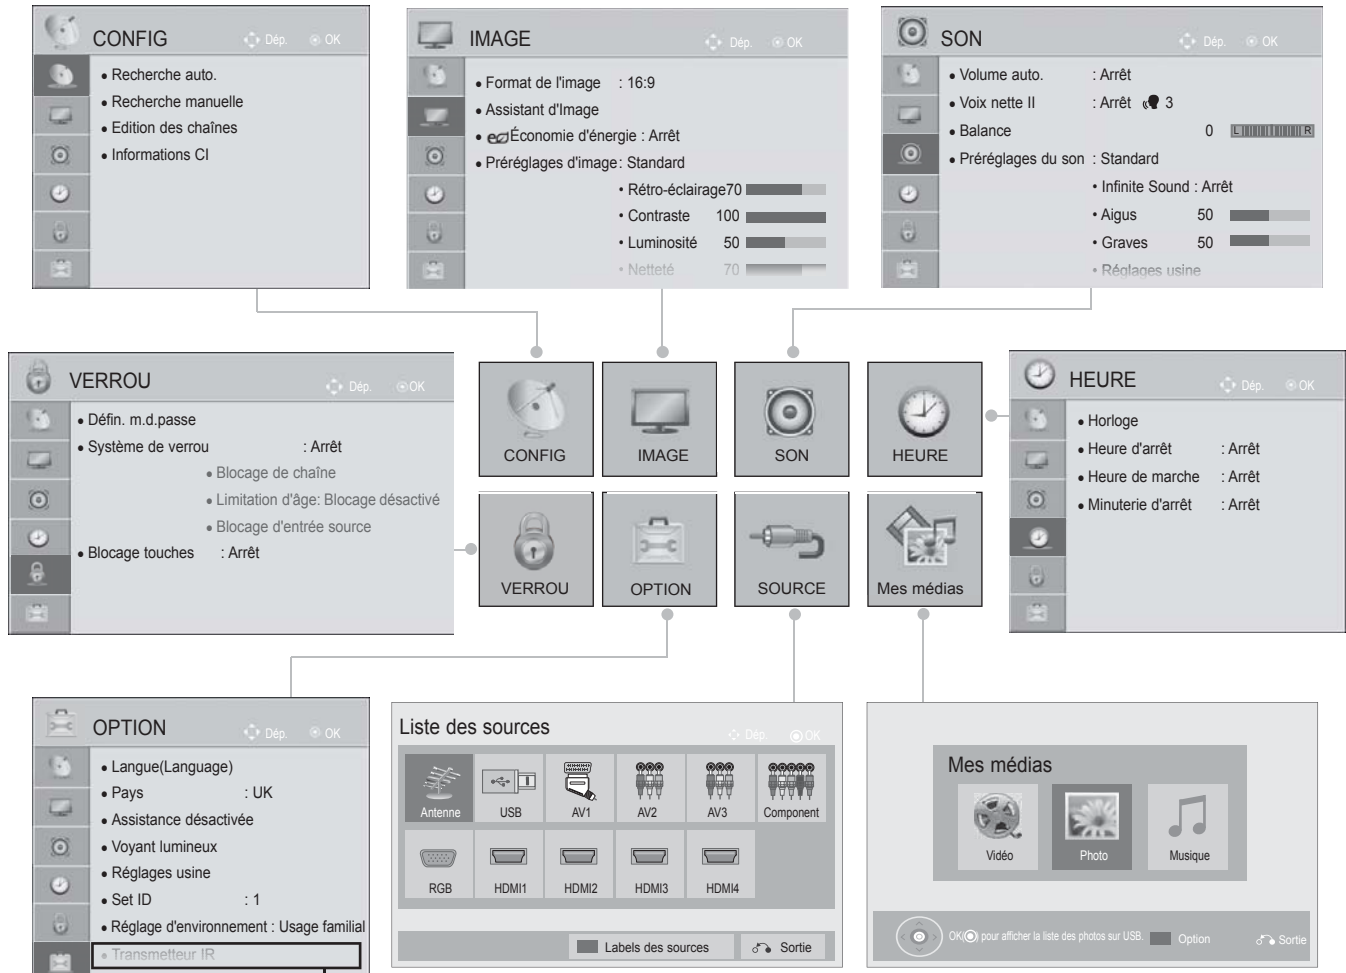 CONFIG
Dép. OK
• Recherche auto.
• Recherche manuelle
• Edition des chaînes
• Informations CI
IMAGE
Dép. OK
• Format de l'image : 16:9
• Assistant d'Image
• Économie d'énergie : Arrêt
• Préréglages d'image: Standard
• Rétro-éclairage70
• Contraste 100
• Luminosité 50
• Netteté 70
SON
Dép. OK
• Volume auto. : Arrêt
• Voix nette II : Arrêt 3
• Balance 0 L R
• Préréglages du son : Standard
• Infinite Sound : Arrêt
• Aigus 50
• Graves 50
• Réglages usine
VERROU
Dép. OK
• Défin. m.d.passe
• Système de verrou : Arrêt
• Blocage de chaîne
• Limitation d'âge: Blocage désactivé
• Blocage d'entrée source
• Blocage touches : Arrêt
CONFIG
IMAGE
SON
HEURE
VERROU
OPTION
SOURCE
Mes médias
HEURE
Dép. OK
• Horloge
• Heure d'arrêt : Arrêt
• Heure de marche : Arrêt
• Minuterie d'arrêt : Arrêt
OPTION
Dép. OK
• Langue(Language)
• Pays : UK
• Assistance désactivée
• Voyant lumineux
• Réglages usine
• Set ID : 1
• Réglage d'environnement : Usage familial
• Transmetteur IR
Liste des sources
Dép. OK
Antenne USB AV1 AV2 AV3 Component
RGB HDMI1 HDMI2 HDMI3 HDMI4
Labels des sources Sortie
Mes médias
Vidéo Photo Musique
OK( ) pour afficher la liste des photos sur USB. Option Sortie